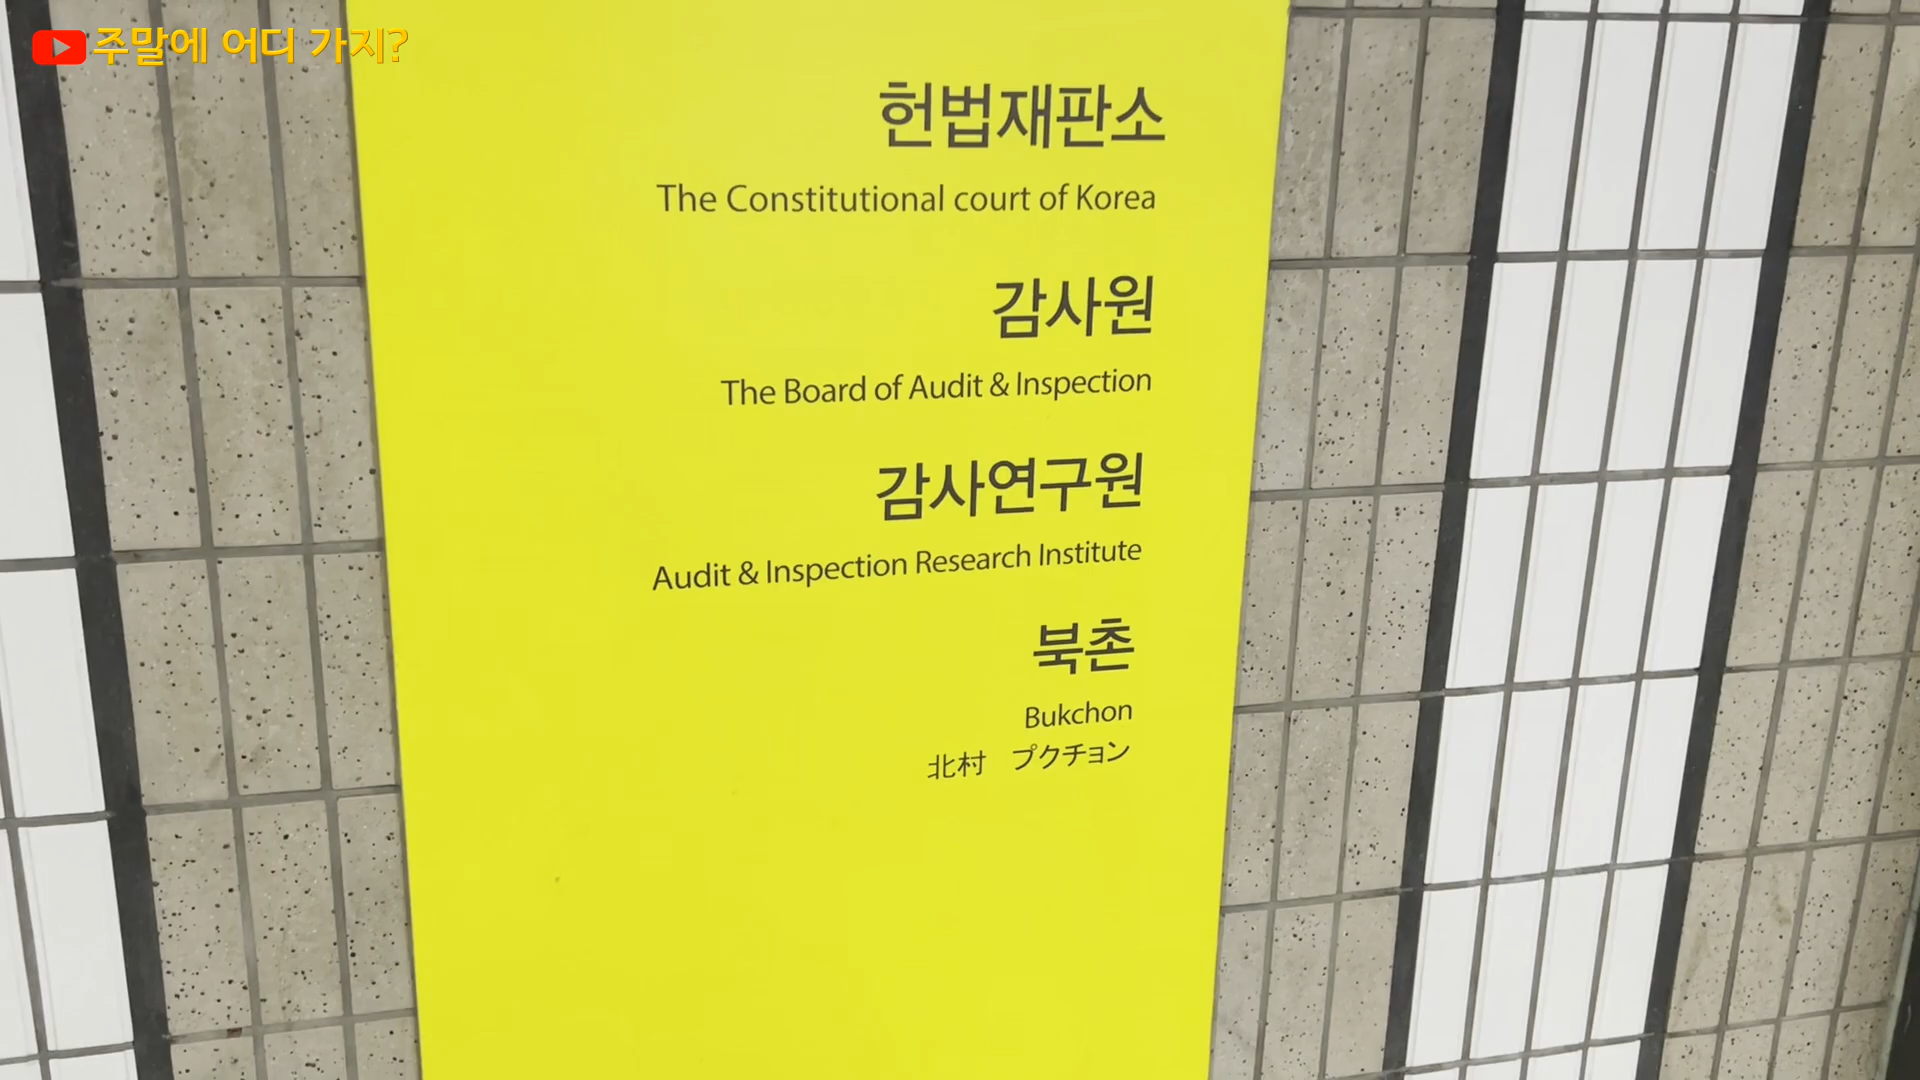 주말에 어디 가지?
헌법재판소
The Constitutional court of Korea
감사원
The Board of Audit & Inspection
감사연구원
Audit & Inspection Research Institute
북촌
Bukchon
北村 プクチョン